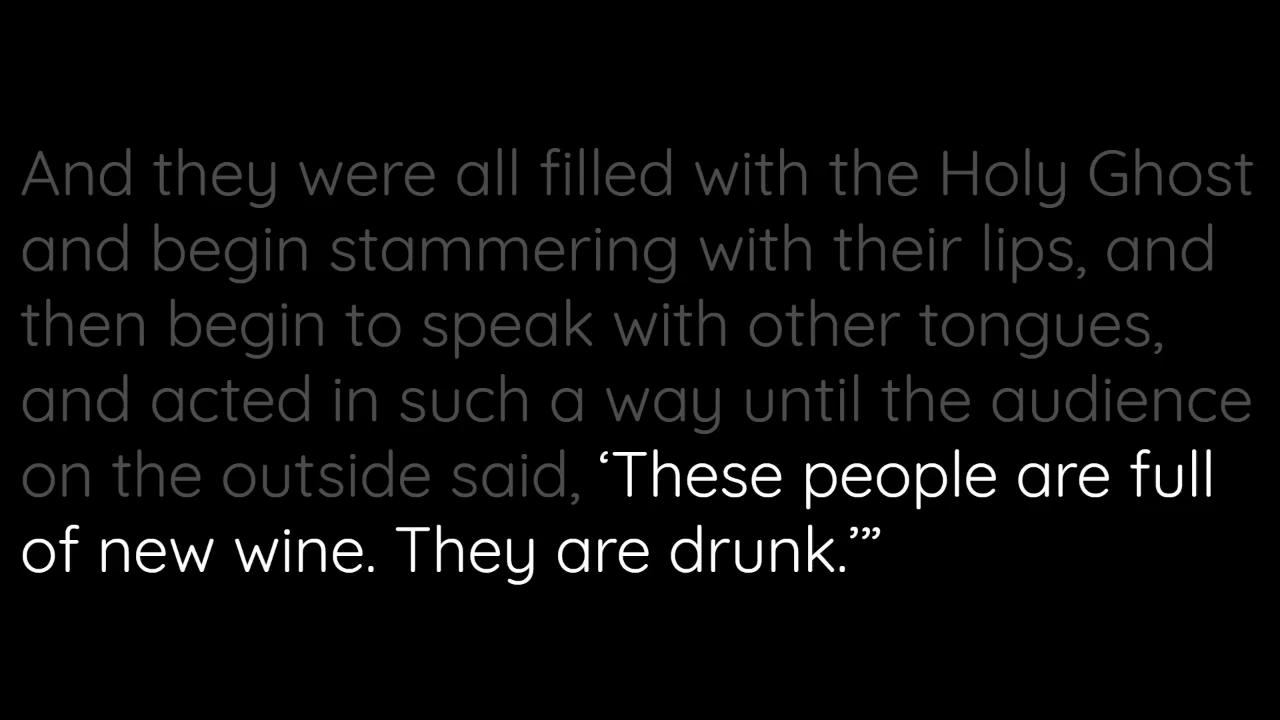 And they were all filled with the Holy Ghost
and begin stammering with their lips, and
then begin to speak with other tongues,
and acted in such a way until the audience
on the outside said, ‘These people are full
of new wine. They are drunk.’”